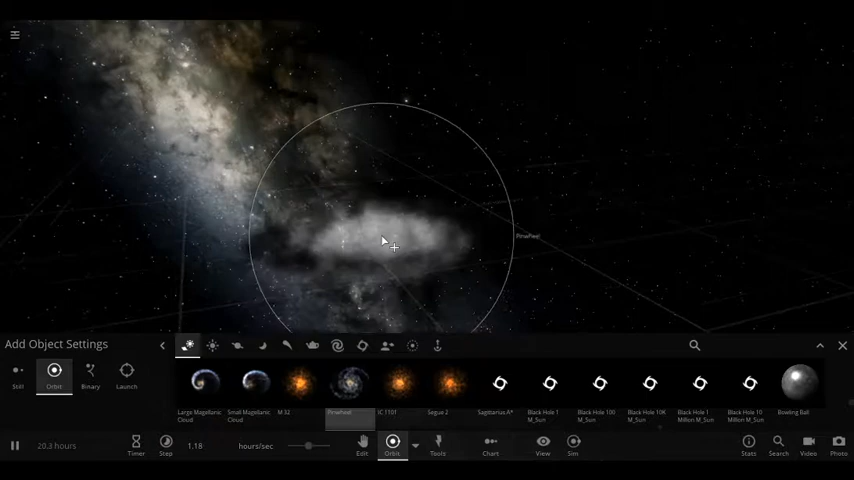 Pinwheel
Add Object Settings
Still
Orbit
Binary
Launch
Large Magellanic
Cloud
Small Magellanic
Cloud
M 32
Pinwheel
IC 1101
Segue 2
Sagittarius A*
Black Hole 1
M_Sun
Black Hole 100
M_Sun
Black Hole 10K
M_Sun
Black Hole 1
Million M_Sun
Black Hole 10
Million M_Sun
Bowling Ball
20.3 hours
Timer
Step
1.18
hours/sec
Edit
Orbit
Tools
Chart
View
Sim
Stats
Search
Video
Photo